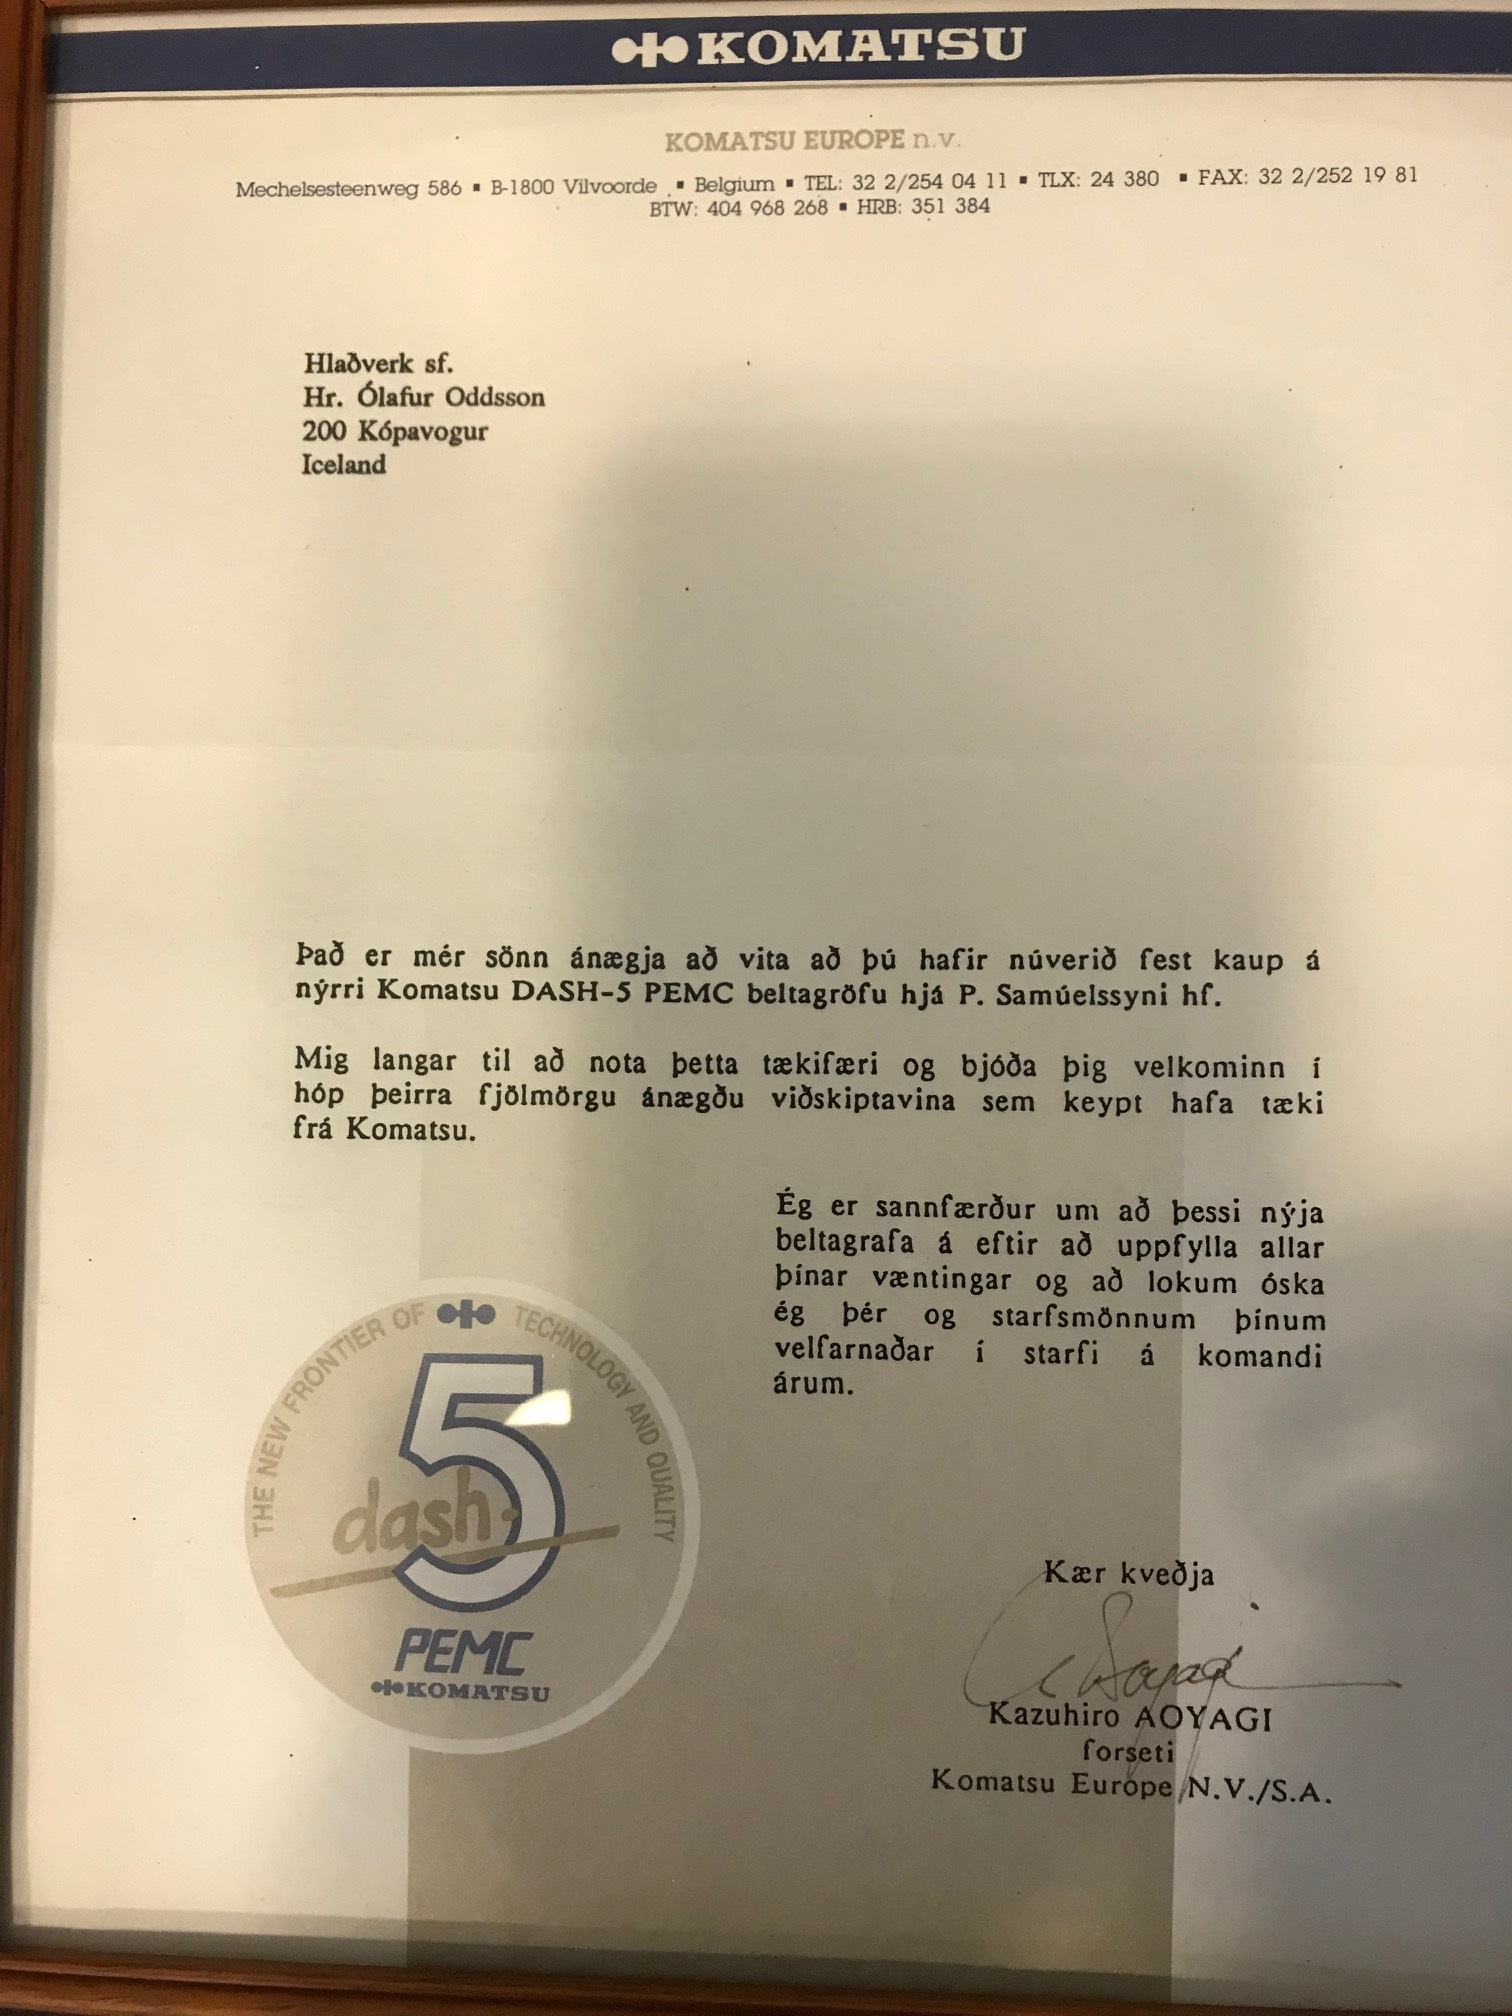 KOMATSU
KOMATSU EUROPE n.v.
Mechelsesteenweg 586 ▪ B-1800 Vilvoorde ▪ Belgium ▪ TEL: 32 2/254 04 11 ▪ TLX: 24 380 ▪ FAX: 32 2/252 19 81
BTW: 404 968 268 ▪ HRB: 351 384
Hlaðverk sf.
Hr. Ólafur Oddsson
200 Kópavogur
Iceland
Það er mér sönn ánægja að vita að þú hafir núverið fest kaup á
nýrri Komatsu DASH-5 PEMC beltagröfu hjá P. Samúelssyni hf.
Mig langar til að nota þetta tækifæri og bjóða þig velkominn í
hóp þeirra fjölmörgu ánægðu viðskiptavina sem keypt hafa tæki
frá Komatsu.
Ég er sannfærður um að þessi nýja
beltagrafa á eftir að uppfylla allar
þínar væntingar og að lokum óska
ég þér og starfsmönnum þínum
velfarnaðar í starfi á komandi
árum.
THE NEW FRONTIER OF TECHNOLOGY AND QUALITY
dash-5
PEMC
KOMATSU
Kær kveðja
Kazuhiro AOYAGI
forseti
Komatsu Europe N.V./S.A.